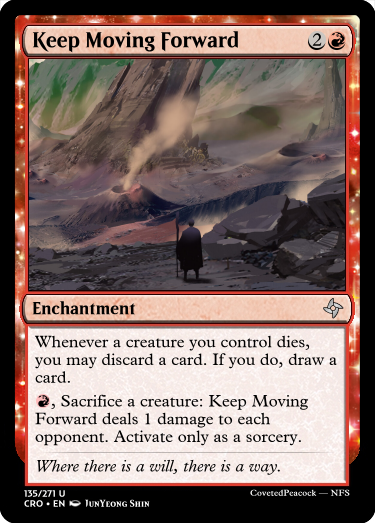 Keep Moving Forward 2
Enchantment
Whenever a creature you control dies,
you may discard a card. If you do, draw a
card.
, Sacrifice a creature: Keep Moving
Forward deals 1 damage to each
opponent. Activate only as a sorcery.
Where there is a will, there is a way.
135/271 U
CovetedPeacock — NFS
CRO • EN JunYeong Shin